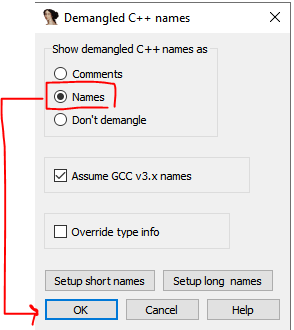 Demangled C++ names
Show demangled C++ names as
Comments
Names
Don't demangle
Assume GCC v3.x names
Override type info
Setup short names
Setup long names
OK
Cancel
Help